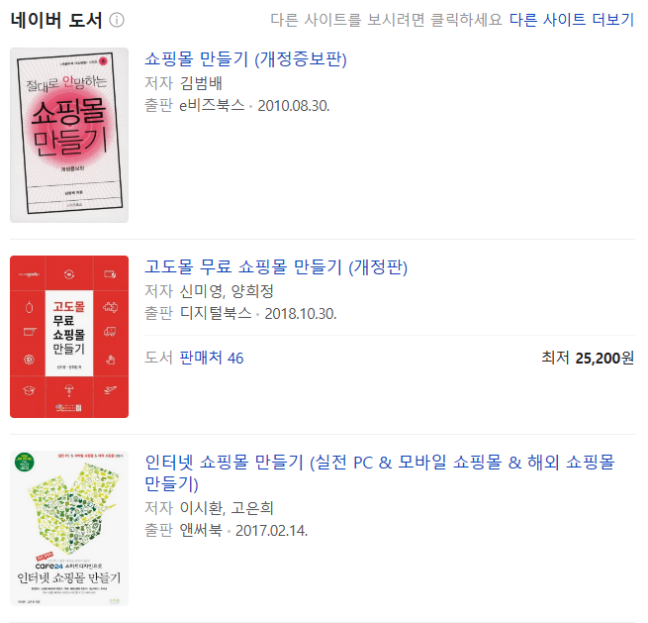 네이버 도서
다른 사이트를 보시려면 클릭하세요 다른 사이트 더보기
절대로 안망하는
쇼핑몰
만들기
개정증보판
쇼핑몰 만들기 (개정증보판)
저자 김범배
출판 e비즈북스 · 2010.08.30.
고도몰
무료
쇼핑몰
만들기
고도몰 무료 쇼핑몰 만들기 (개정판)
저자 신미영, 양희정
출판 디지털북스 · 2018.10.30.
도서 판매처 46
최저 25,200원
cafe24 스마트디자인으로
인터넷 쇼핑몰 만들기
인터넷 쇼핑몰 만들기 (실전 PC & 모바일 쇼핑몰 & 해외 쇼핑몰
만들기)
저자 이시환, 고은희
출판 앤써북 · 2017.02.14.